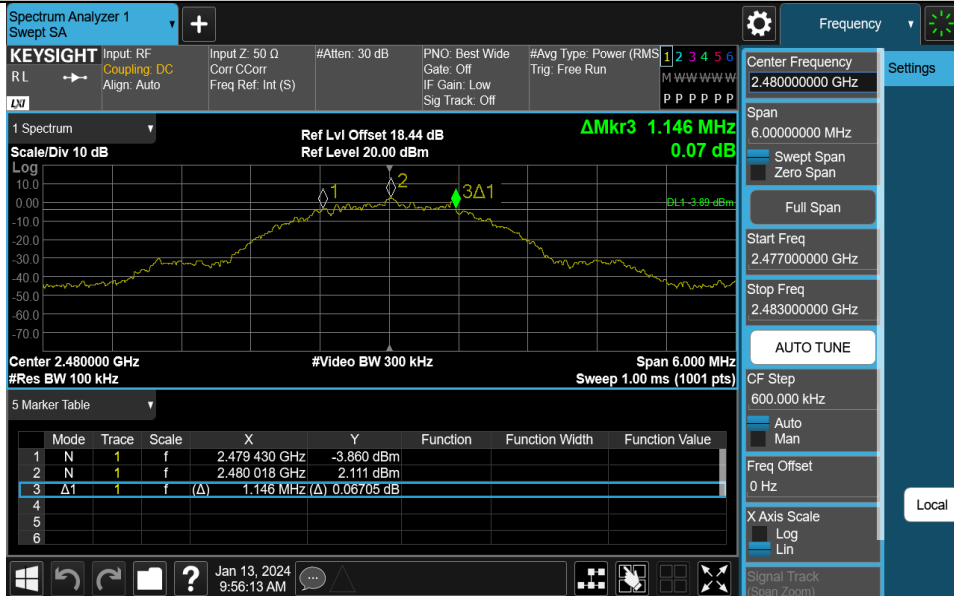 Spectrum Analyzer 1
Swept SA
+
Frequency
KEYSIGHT
R L
LXI
Input: RF
Coupling: DC
Align: Auto
Input Z: 50 Ω
Corr CCorr
Freq Ref: Int (S)
#Atten: 30 dB
PNO: Best Wide
Gate: Off
IF Gain: Low
Sig Track: Off
#Avg Type: Power (RMS
Trig: Free Run
1 2 3 4 5 6
M W W W W W
P P P P P P
1 Spectrum
Scale/Div 10 dB
Ref Lvl Offset 18.44 dB
Ref Level 20.00 dBm
ΔMkr3 1.146 MHz
0.07 dB
Log
10.0
0.00
-10.0
-20.0
-30.0
-40.0
-50.0
-60.0
-70.0
1
2
3Δ1
DL1 -3.89 dBm
Center 2.480000 GHz
#Video BW 300 kHz
Span 6.000 MHz
#Res BW 100 kHz
Sweep 1.00 ms (1001 pts)
5 Marker Table
Mode Trace Scale X Y Function Function Width Function Value
1 N 1 f 2.479 430 GHz -3.860 dBm
2 N 1 f 2.480 018 GHz 2.111 dBm
3 Δ1 1 f (Δ) 1.146 MHz (Δ) 0.06705 dB
4
5
6
?
Jan 13, 2024
9:56:13 AM
Center Frequency
2.480000000 GHz
Settings
Span
6.00000000 MHz
Swept Span
Zero Span
Full Span
Start Freq
2.477000000 GHz
Stop Freq
2.483000000 GHz
AUTO TUNE
CF Step
600.000 kHz
Auto
Man
Freq Offset
0 Hz
Local
X Axis Scale
Log
Lin
Signal Track
(Span Zoom)